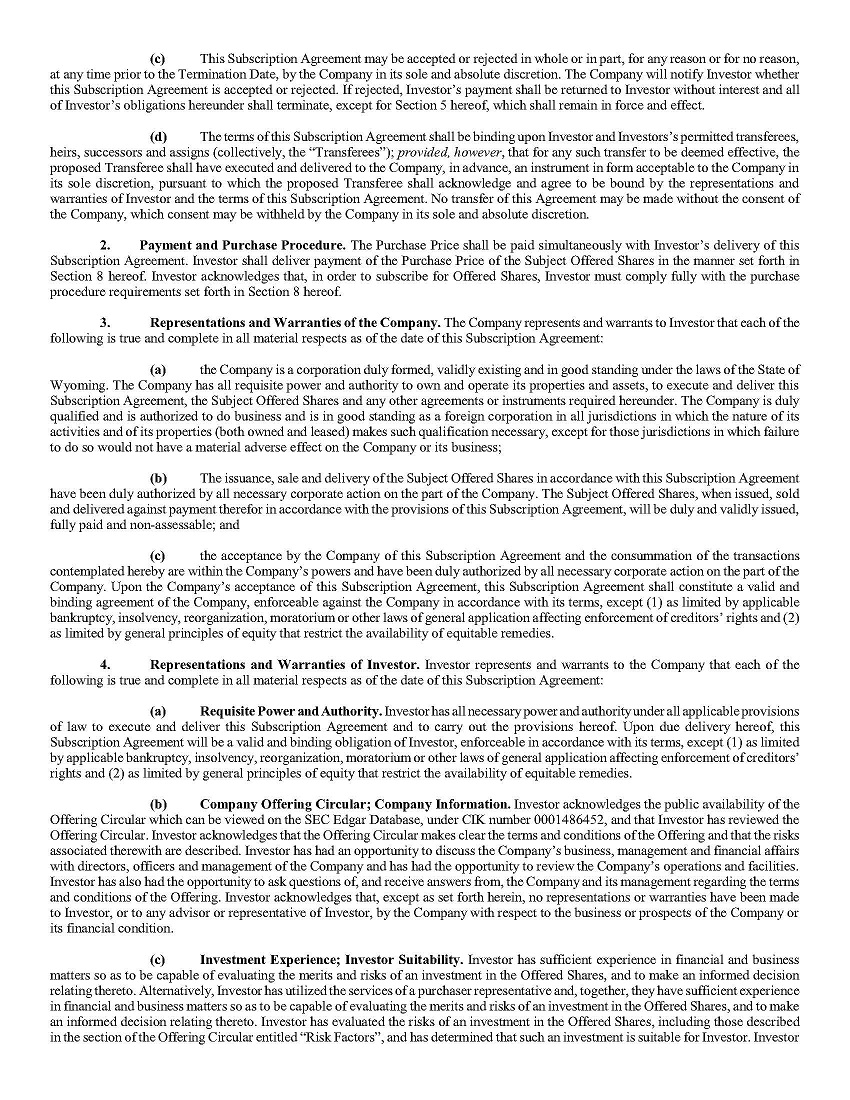 (c) This Subscription Agreement may be accepted or rejected in whole or in part, for any reason or for no reason,
at any time prior to the Termination Date, by the Company in its sole and absolute discretion. The Company will notify Investor whether
this Subscription Agreement is accepted or rejected. If rejected, Investor’s payment shall be returned to Investor without interest and all
of Investor’s obligations hereunder shall terminate, except for Section 5 hereof, which shall remain in force and effect.
(d) The terms of this Subscription Agreement shall be binding upon Investor and Investors’s permitted transferees,
heirs, successors and assigns (collectively, the “Transferees”); provided, however, that for any such transfer to be deemed effective, the
proposed Transferee shall have executed and delivered to the Company, in advance, an instrument in form acceptable to the Company in
its sole discretion, pursuant to which the proposed Transferee shall acknowledge and agree to be bound by the representations and
warranties of Investor and the terms of this Subscription Agreement. No transfer of this Agreement may be made without the consent of
the Company, which consent may be withheld by the Company in its sole and absolute discretion.
2. Payment and Purchase Procedure. The Purchase Price shall be paid simultaneously with Investor’s delivery of this
Subscription Agreement. Investor shall deliver payment of the Purchase Price of the Subject Offered Shares in the manner set forth in
Section 8 hereof. Investor acknowledges that, in order to subscribe for Offered Shares, Investor must comply fully with the purchase
procedure requirements set forth in Section 8 hereof.
3. Representations and Warranties of the Company. The Company represents and warrants to Investor that each of the
following is true and complete in all material respects as of the date of this Subscription Agreement:
(a) the Company is a corporation duly formed, validly existing and in good standing under the laws of the State of
Wyoming. The Company has all requisite power and authority to own and operate its properties and assets, to execute and deliver this
Subscription Agreement, the Subject Offered Shares and any other agreements or instruments required hereunder. The Company is duly
qualified and is authorized to do business and is in good standing as a foreign corporation in all jurisdictions in which the nature of its
activities and of its properties (both owned and leased) makes such qualification necessary, except for those jurisdictions in which failure
to do so would not have a material adverse effect on the Company or its business;
(b) The issuance, sale and delivery of the Subject Offered Shares in accordance with this Subscription Agreement
have been duly authorized by all necessary corporate action on the part of the Company. The Subject Offered Shares, when issued, sold
and delivered against payment therefor in accordance with the provisions of this Subscription Agreement, will be duly and validly issued,
fully paid and non-assessable; and
(c) the acceptance by the Company of this Subscription Agreement and the consummation of the transactions
contemplated hereby are within the Company’s powers and have been duly authorized by all necessary corporate action on the part of the
Company. Upon the Company’s acceptance of this Subscription Agreement, this Subscription Agreement shall constitute a valid and
binding agreement of the Company, enforceable against the Company in accordance with its terms, except (1) as limited by applicable
bankruptcy, insolvency, reorganization, moratorium or other laws of general application affecting enforcement of creditors’ rights and (2)
as limited by general principles of equity that restrict the availability of equitable remedies.
4. Representations and Warranties of Investor. Investor represents and warrants to the Company that each of the
following is true and complete in all material respects as of the date of this Subscription Agreement:
(a) Requisite Power and Authority. Investor has all necessary power and authority under all applicable provisions
of law to execute and deliver this Subscription Agreement and to carry out the provisions hereof. Upon due delivery hereof, this
Subscription Agreement will be a valid and binding obligation of Investor, enforceable in accordance with its terms, except (1) as limited
by applicable bankruptcy, insolvency, reorganization, moratorium or other laws of general application affecting enforcement of creditors’
rights and (2) as limited by general principles of equity that restrict the availability of equitable remedies.
(b) Company Offering Circular; Company Information. Investor acknowledges the public availability of the
Offering Circular which can be viewed on the SEC Edgar Database, under CIK number 0001486452, and that Investor has reviewed the
Offering Circular. Investor acknowledges that the Offering Circular makes clear the terms and conditions of the Offering and that the risks
associated therewith are described. Investor has had an opportunity to discuss the Company’s business, management and financial affairs
with directors, officers and management of the Company and has had the opportunity to review the Company’s operations and facilities.
Investor has also had the opportunity to ask questions of, and receive answers from, the Company and its management regarding the terms
and conditions of the Offering. Investor acknowledges that, except as set forth herein, no representations or warranties have been made
to Investor, or to any advisor or representative of Investor, by the Company with respect to the business or prospects of the Company or
its financial condition.
(c) Investment Experience; Investor Suitability. Investor has sufficient experience in financial and business
matters so as to be capable of evaluating the merits and risks of an investment in the Offered Shares, and to make an informed decision
relating thereto. Alternatively, Investor has utilized the services of a purchaser representative and, together, they have sufficient experience
in financial and business matters so as to be capable of evaluating the merits and risks of an investment in the Offered Shares, and to make
an informed decision relating thereto. Investor has evaluated the risks of an investment in the Offered Shares, including those described
in the section of the Offering Circular entitled “Risk Factors”, and has determined that such an investment is suitable for Investor. Investor